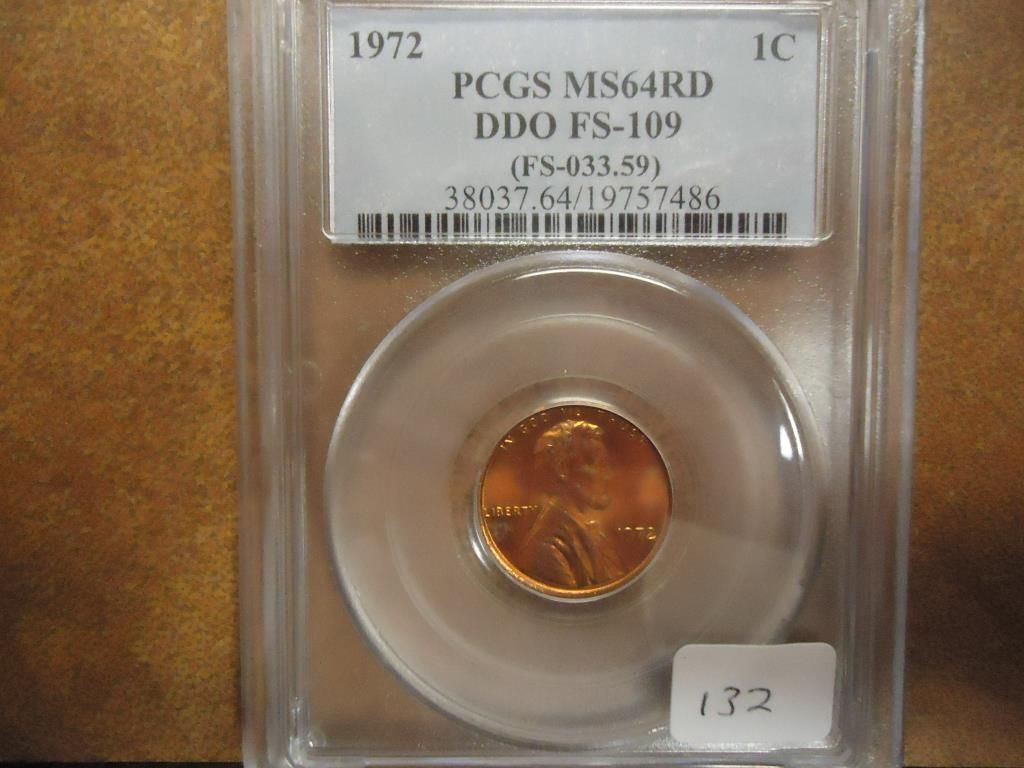 1972 1C
PCGS MS64RD
DDO FS-109
(FS-033.59)
38037.64/19757486
IN GOD WE
LIBERTY
1972
132